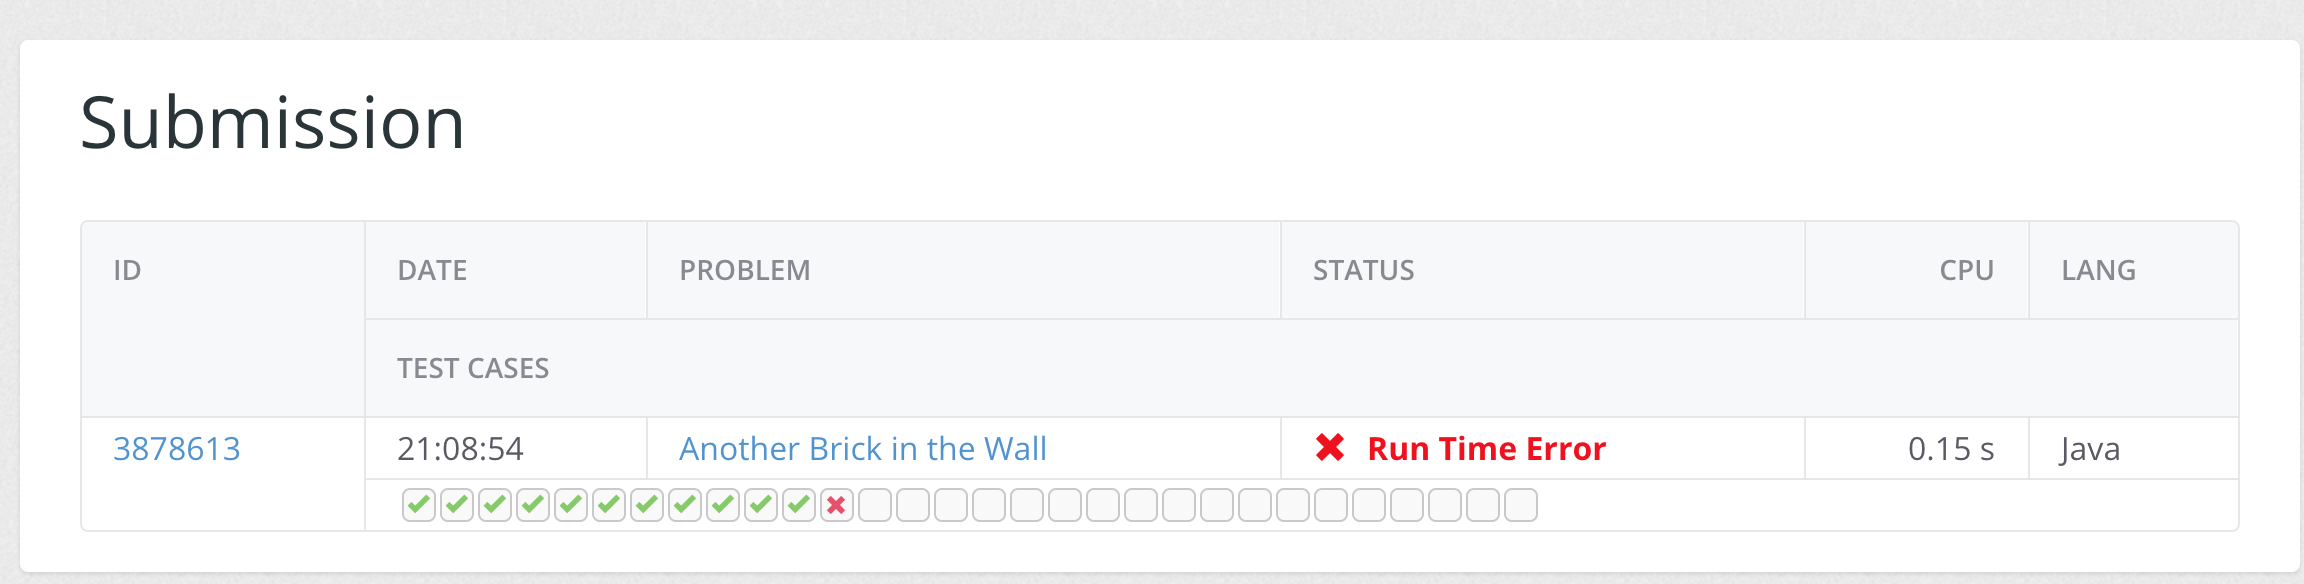 Submission
ID DATE PROBLEM STATUS CPU LANG
TEST CASES
3878613 21:08:54 Another Brick in the Wall Run Time Error 0.15 s Java